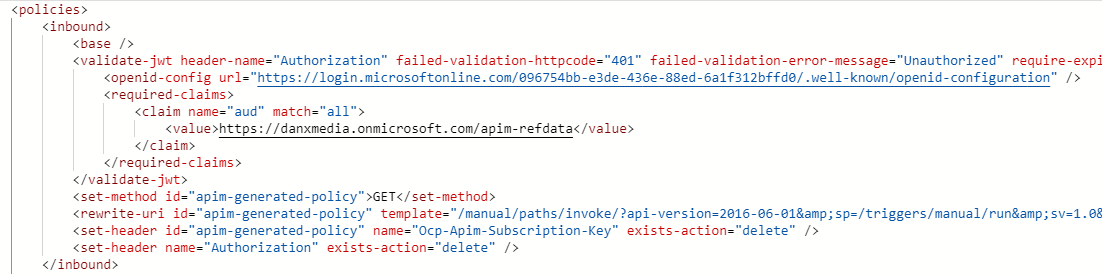 <policies>
<inbound>
<base />
<validate-jwt header-name="Authorization" failed-validation-httpcode="401" failed-validation-error-message="Unauthorized" require-expi
<openid-config url="https://login.microsoftonline.com/096754bb-e3de-436e-88ed-6a1f312bffd0/.well-known/openid-configuration" />
<required-claims>
<claim name="aud" match="all">
<value>https://danxmedia.onmicrosoft.com/apim-refdata</value>
</claim>
</required-claims>
</validate-jwt>
<set-method id="apim-generated-policy">GET</set-method>
<rewrite-uri id="apim-generated-policy" template="/manual/paths/invoke/?api-version=2016-06-01&amp;sp=/triggers/manual/run&amp;sv=1.0&
<set-header id="apim-generated-policy" name="Ocp-Apim-Subscription-Key" exists-action="delete" />
<set-header name="Authorization" exists-action="delete" />
</inbound>